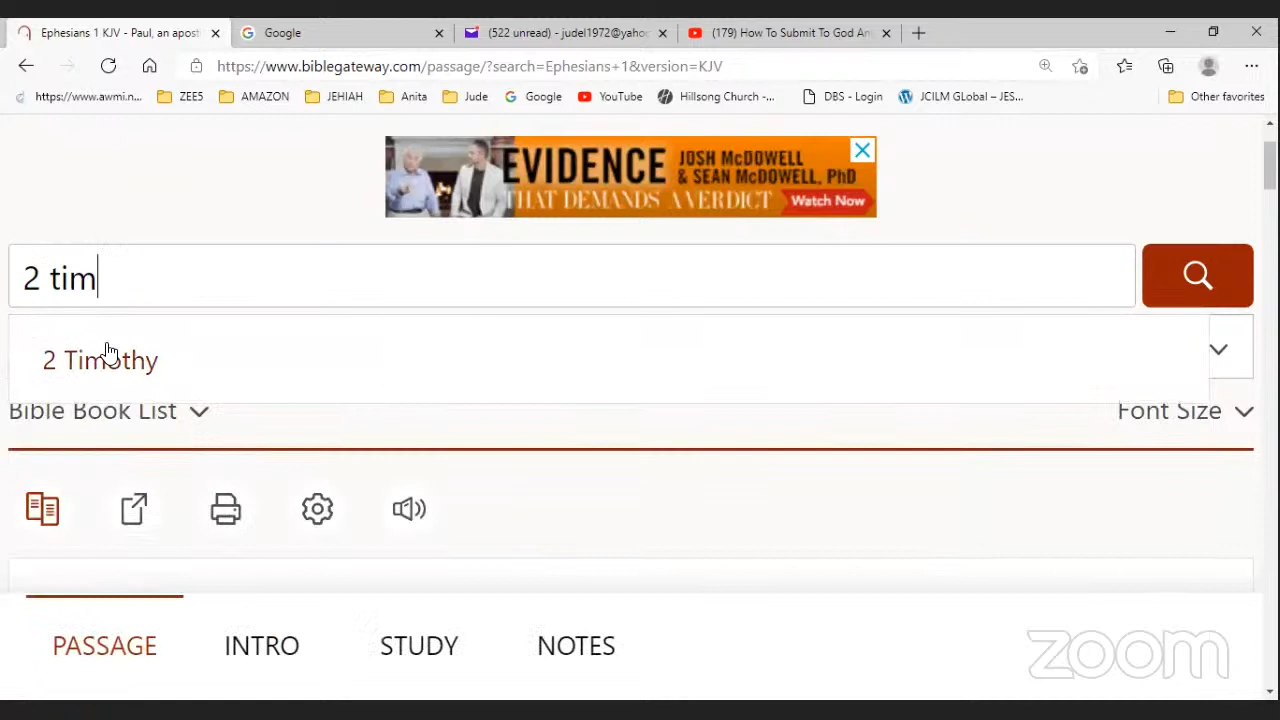 Ephesians 1 KJV - Paul, an apost
Google
(522 unread) - judel1972@yaho
(179) How To Submit To God An
https://www.biblegateway.com/passage/?search=Ephesians+1&version=KJV
https://www.awmi.n...
ZEE5
AMAZON
JEHIAH
Anita
Jude
Google
YouTube
Hillsong Church -...
DBS - Login
JCILM GLobal – JES...
Other favorites
EVIDENCE
THAT DEMANDS A VERDICT
JOSH McDOWELL
& SEAN McDOWELL, PhD
Watch Now
2 tim
2 Timothy
Bible Book List
Font Size
PASSAGE
INTRO
STUDY
NOTES
zoom